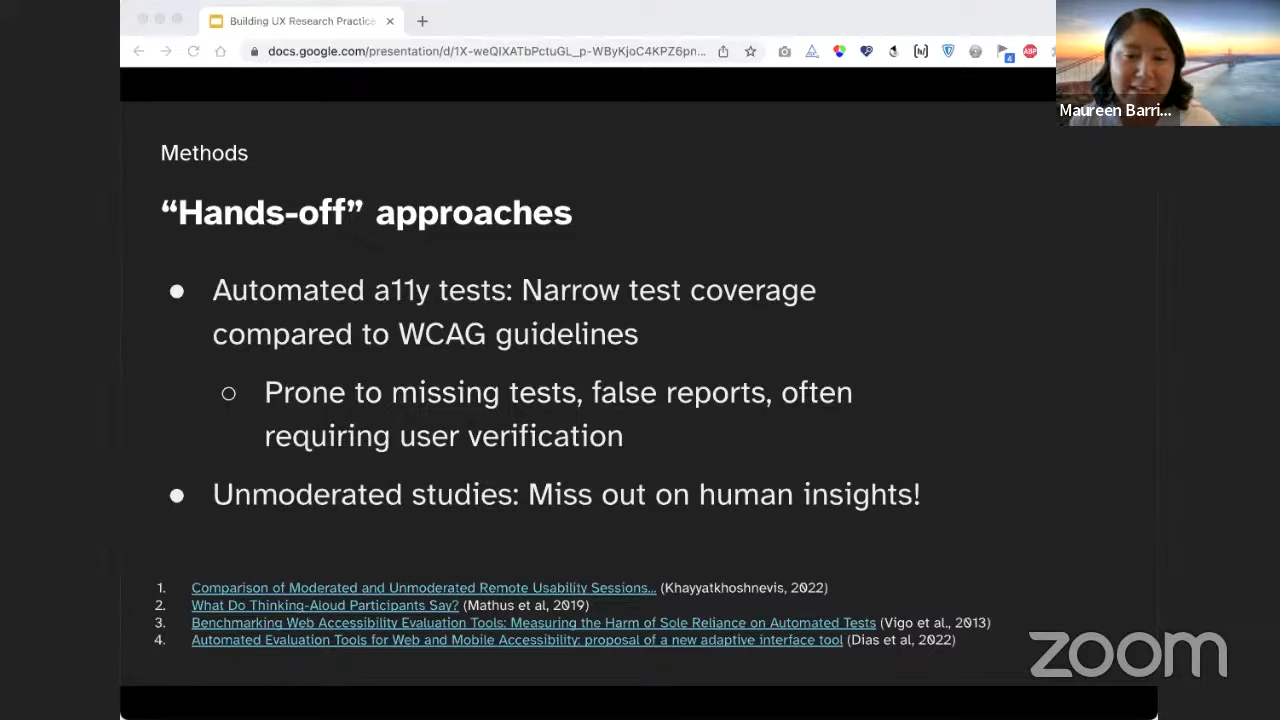 Building UX Research Practice
docs.google.com/presentation/d/1X-weQIXATbPctuGL_p-WByKjoC4KPZ6pn...
4
ABP
Maureen Barri...
Methods
“Hands-off” approaches
● Automated a11y tests: Narrow test coverage
compared to WCAG guidelines
○ Prone to missing tests, false reports, often
requiring user verification
● Unmoderated studies: Miss out on human insights!
1. Comparison of Moderated and Unmoderated Remote Usability Sessions... (Khayyatkhoshnevis, 2022)
2. What Do Thinking-Aloud Participants Say? (Mathus et al, 2019)
3. Benchmarking Web Accessibility Evaluation Tools: Measuring the Harm of Sole Reliance on Automated Tests (Vigo et al., 2013)
4. Automated Evaluation Tools for Web and Mobile Accessibility: proposal of a new adaptive interface tool (Dias et al, 2022)
zoom